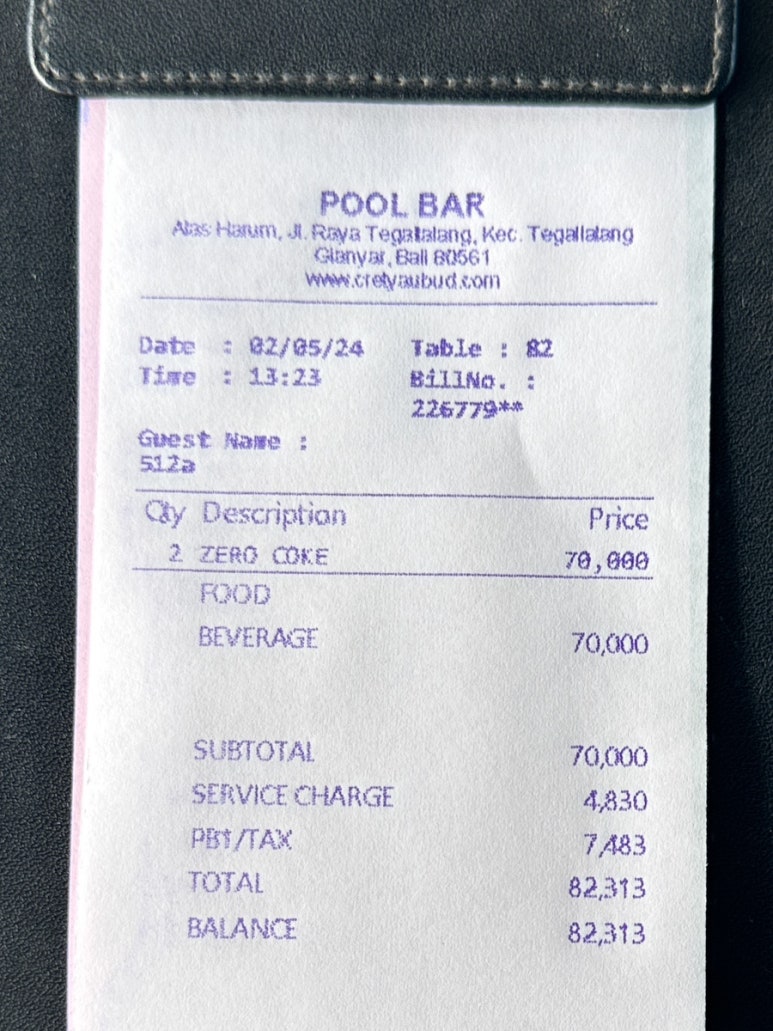 POOL BAR
Alas Harum, Jl. Raya Tegallalang, Kec. Tegallalang
Gianyar, Bali 80561
www.cretyaubud.com
Date : 02/05/24 Table : 82
Time : 13:23 BillNo. :
226779**
Guest Name :
512a
Qty Description Price
2 ZERO COKE 70,000
FOOD
BEVERAGE 70,000
SUBTOTAL 70,000
SERVICE CHARGE 4,830
PB1/TAX 7,483
TOTAL 82,313
BALANCE 82,313